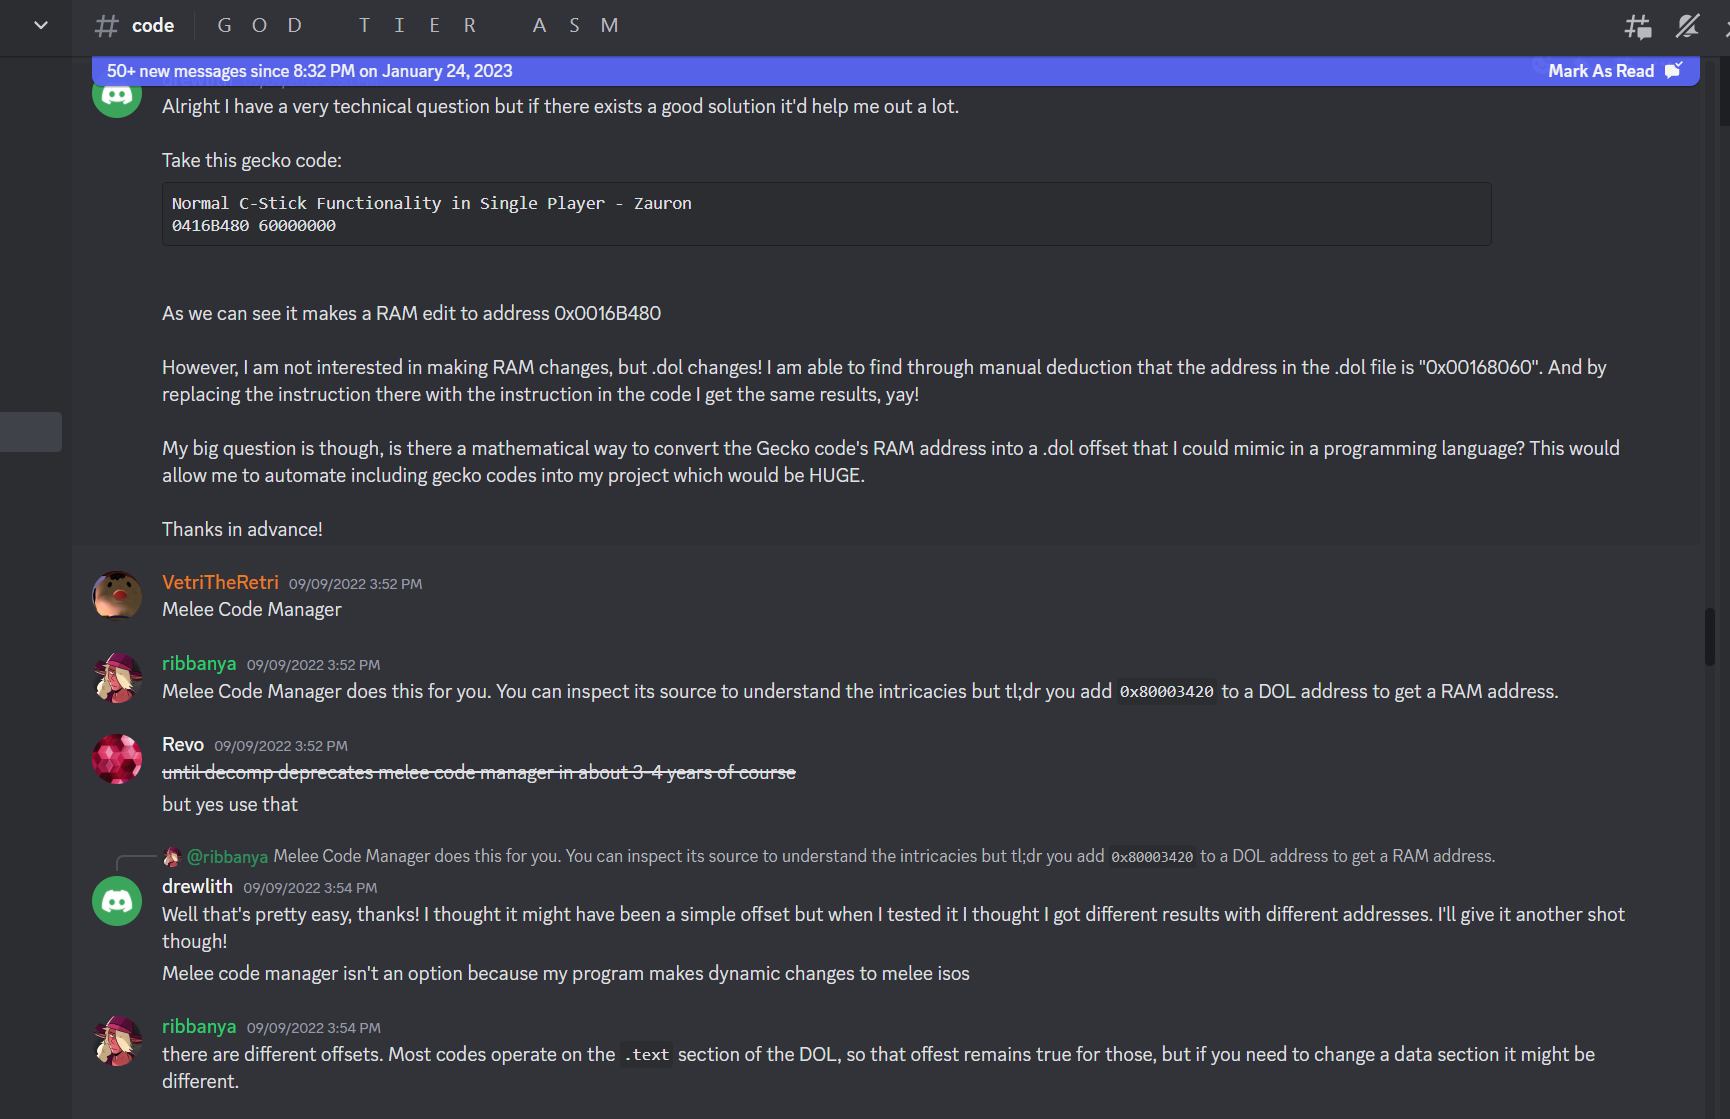 code G O D T I E R A S M
50+ new messages since 8:32 PM on January 24, 2023 Mark As Read
Alright I have a very technical question but if there exists a good solution it'd help me out a lot.
Take this gecko code:
Normal C-Stick Functionality in Single Player - Zauron
0416B480 60000000
As we can see it makes a RAM edit to address 0x0016B480
However, I am not interested in making RAM changes, but .dol changes! I am able to find through manual deduction that the address in the .dol file is "0x00168060". And by
replacing the instruction there with the instruction in the code I get the same results, yay!
My big question is though, is there a mathematical way to convert the Gecko code's RAM address into a .dol offset that I could mimic in a programming language? This would
allow me to automate including gecko codes into my project which would be HUGE.
Thanks in advance!
VetriTheRetri 09/09/2022 3:52 PM
Melee Code Manager
ribbanya 09/09/2022 3:52 PM
Melee Code Manager does this for you. You can inspect its source to understand the intricacies but tl;dr you add 0x80003420 to a DOL address to get a RAM address.
Revo 09/09/2022 3:52 PM
until decomp deprecates melee code manager in about 3-4 years of course
but yes use that
@ribbanya Melee Code Manager does this for you. You can inspect its source to understand the intricacies but tl;dr you add 0x80003420 to a DOL address to get a RAM address.
drewlith 09/09/2022 3:54 PM
Well that's pretty easy, thanks! I thought it might have been a simple offset but when I tested it I thought I got different results with different addresses. I'll give it another shot
though!
Melee code manager isn't an option because my program makes dynamic changes to melee isos
ribbanya 09/09/2022 3:54 PM
there are different offsets. Most codes operate on the .text section of the DOL, so that offest remains true for those, but if you need to change a data section it might be
different.